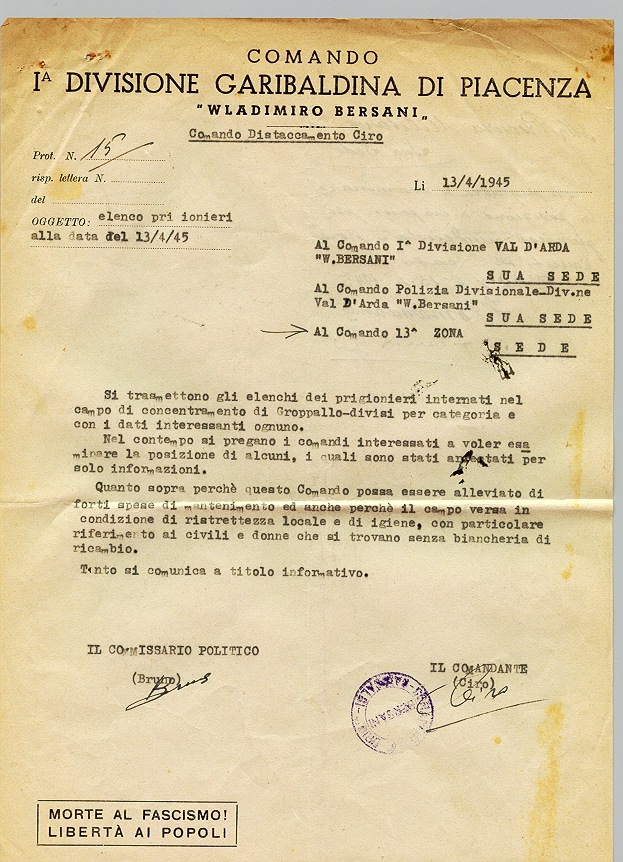 COMANDO
Iᴬ DIVISIONE GARIBALDINA DI PIACENZA
"WLADIMIRO BERSANI„
Comando Distaccamento Ciro
Prot. N. 15
risp. lettera N.
del
Li 13/4/1945
OGGETTO: elenco pri ionieri
alla data del 13/4/45
Al Comando I^ Divisione VAL D'ARDA
"W.BERSANI"
SUA SEDE
Al Comando Polizia Divisionale-Div.ne
Val D'Arda "W.Bersani"
SUA SEDE
Al Comando 13^ ZONA
SEDE
Si trasmettono gli elenchi dei prigionieri internati nel
campo di concentramento di Groppallo-divisi per categoria e
con i dati interessanti ognuno.
Nel contempo si pregano i comandi interessati a voler esa
minare la posizione di alcuni, i quali sono stati arrestati per
solo informazioni.
Quanto sopra perchè questo Comando possa essere alleviato di
forti spese di mantenimento ed anche perchè il campo versa in
condizione di ristrettezza locale e di igiene, con particolare
riferimento ai civili e donne che si trovano senza biancheria di
ricambio.
Tanto si comunica a titolo informativo.
IL COMMISSARIO POLITICO
(Bruno)
IL COMANDANTE
(Ciro)
Ciro
MORTE AL FASCISMO!
LIBERTÀ AI POPOLI